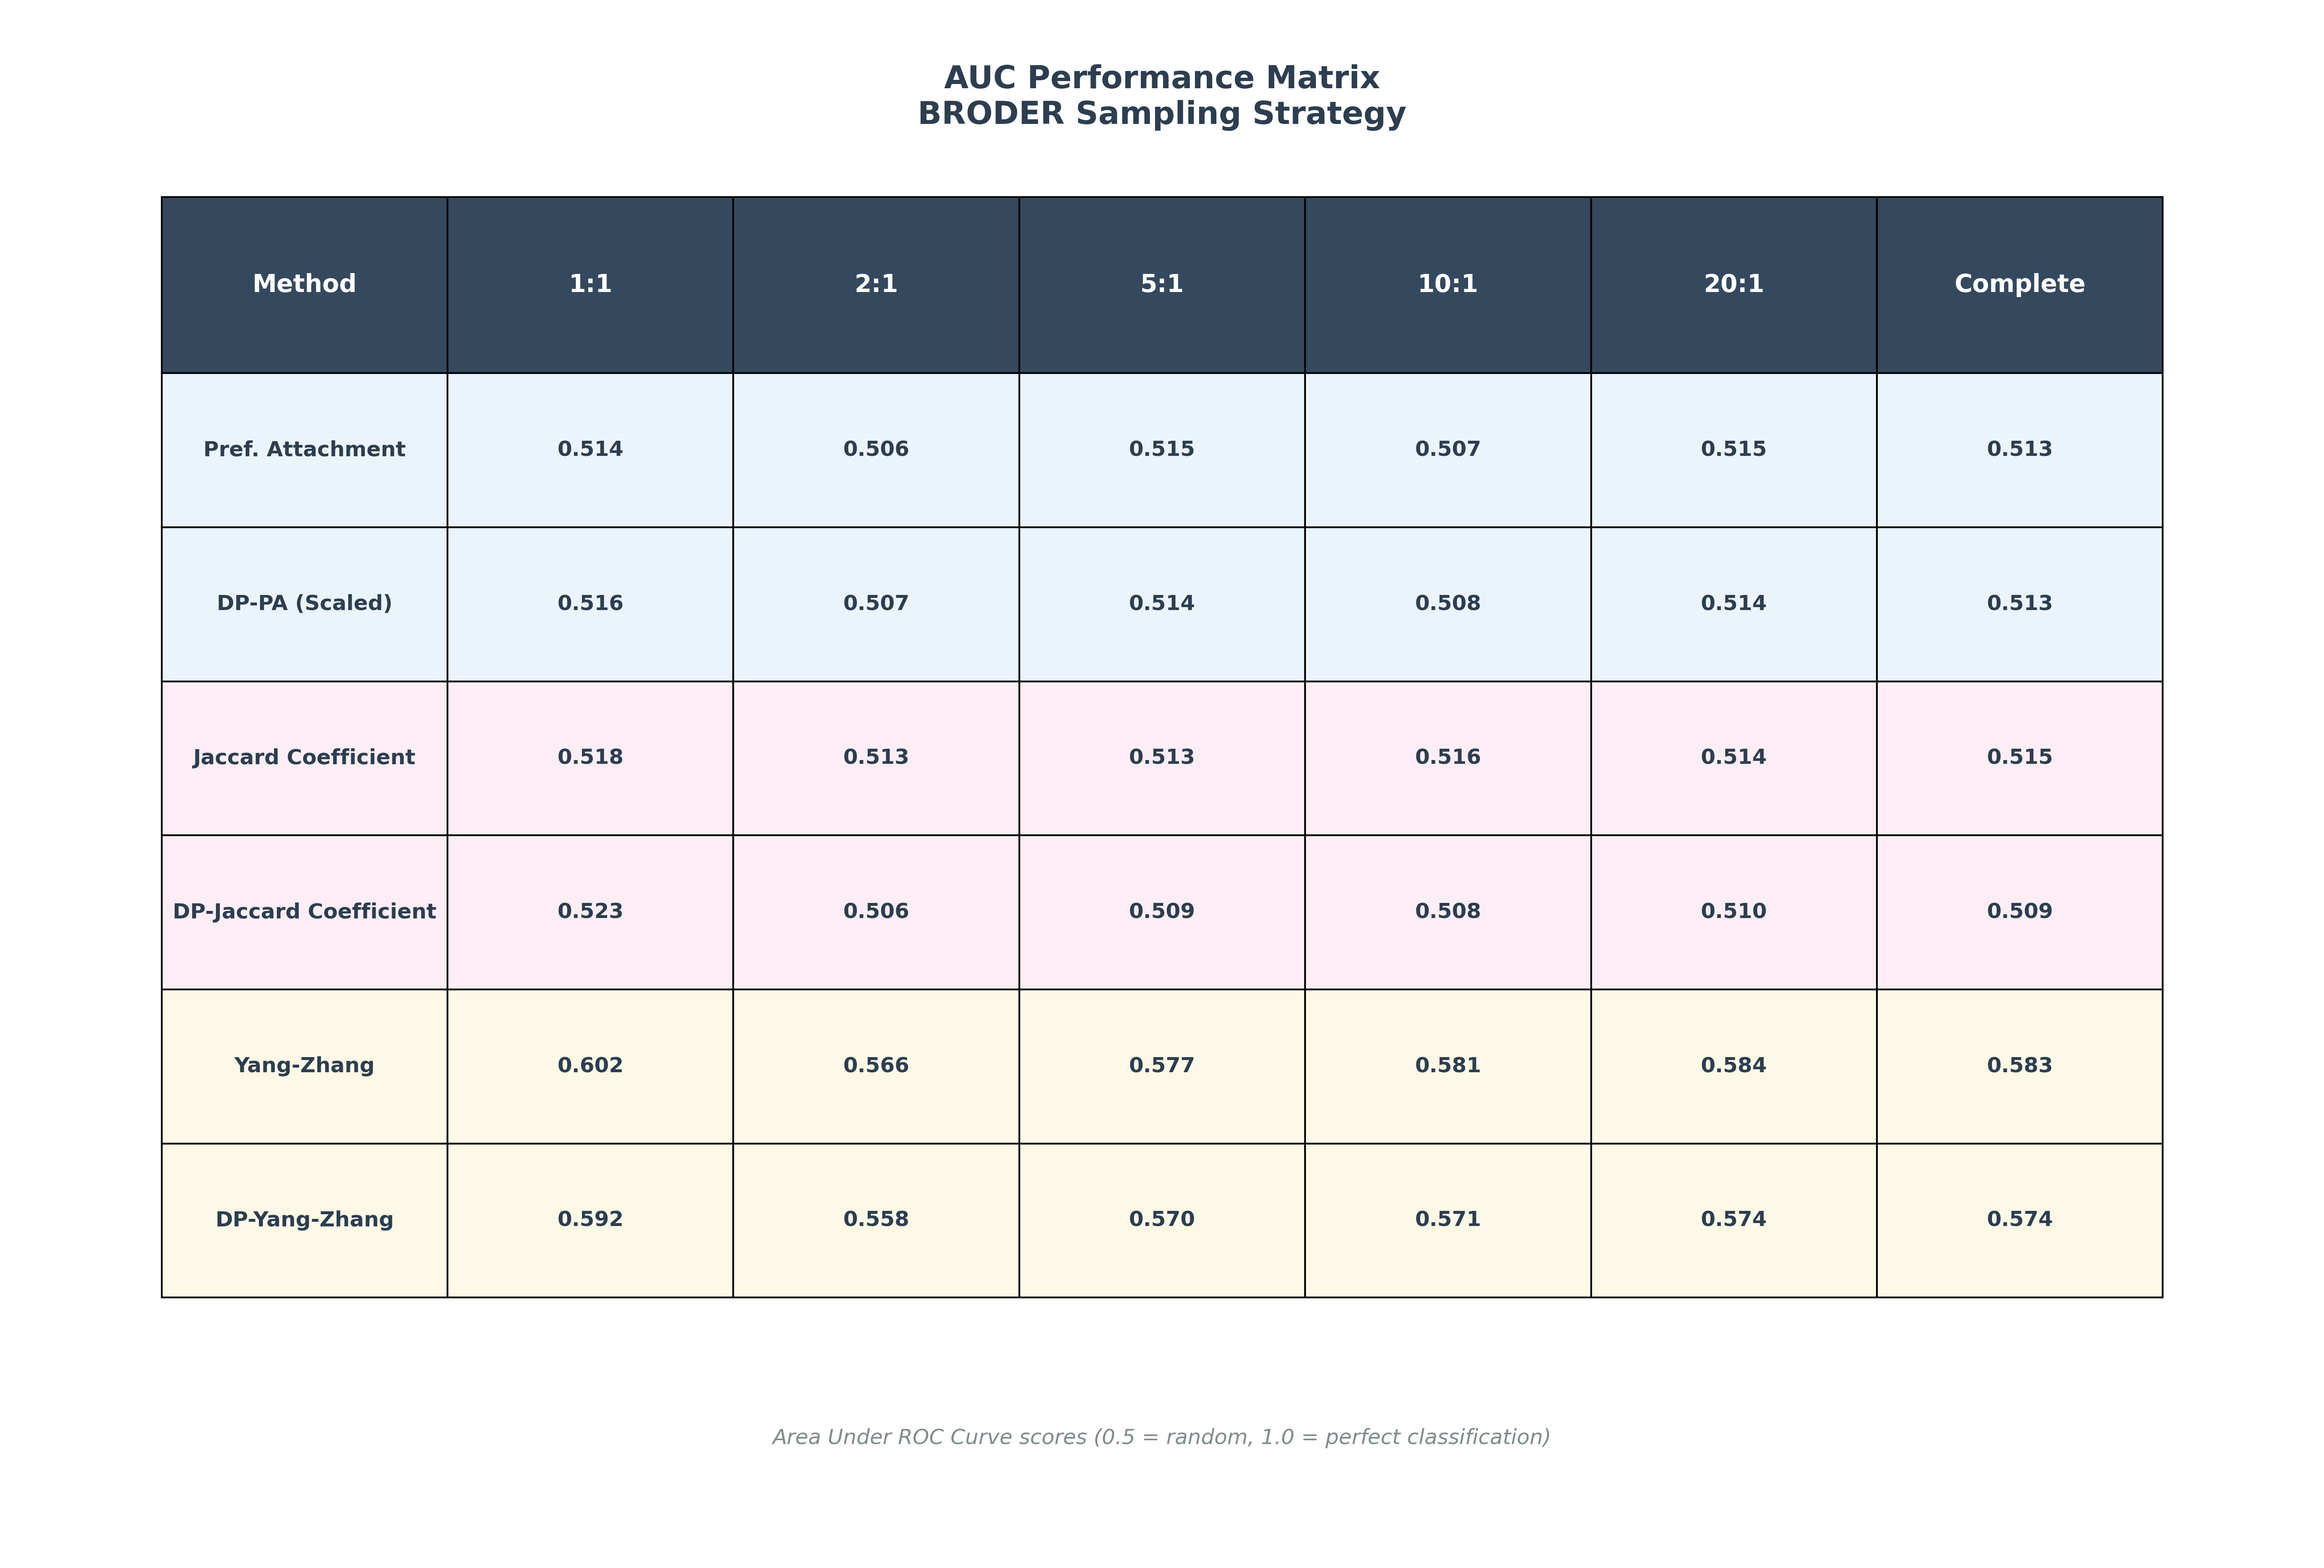 AUC Performance Matrix
BRODER Sampling Strategy
Method 1:1 2:1 5:1 10:1 20:1 Complete
Pref. Attachment 0.514 0.506 0.515 0.507 0.515 0.513
DP-PA (Scaled) 0.516 0.507 0.514 0.508 0.514 0.513
Jaccard Coefficient 0.518 0.513 0.513 0.516 0.514 0.515
DP-Jaccard Coefficient 0.523 0.506 0.509 0.508 0.510 0.509
Yang-Zhang 0.602 0.566 0.577 0.581 0.584 0.583
DP-Yang-Zhang 0.592 0.558 0.570 0.571 0.574 0.574
Area Under ROC Curve scores (0.5 = random, 1.0 = perfect classification)